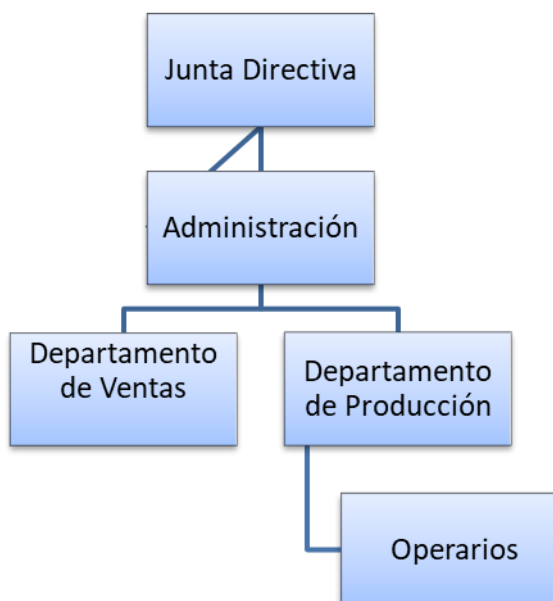 Junta Directiva
Administración
Departamento
de Ventas
Departamento
de Producción
Operarios